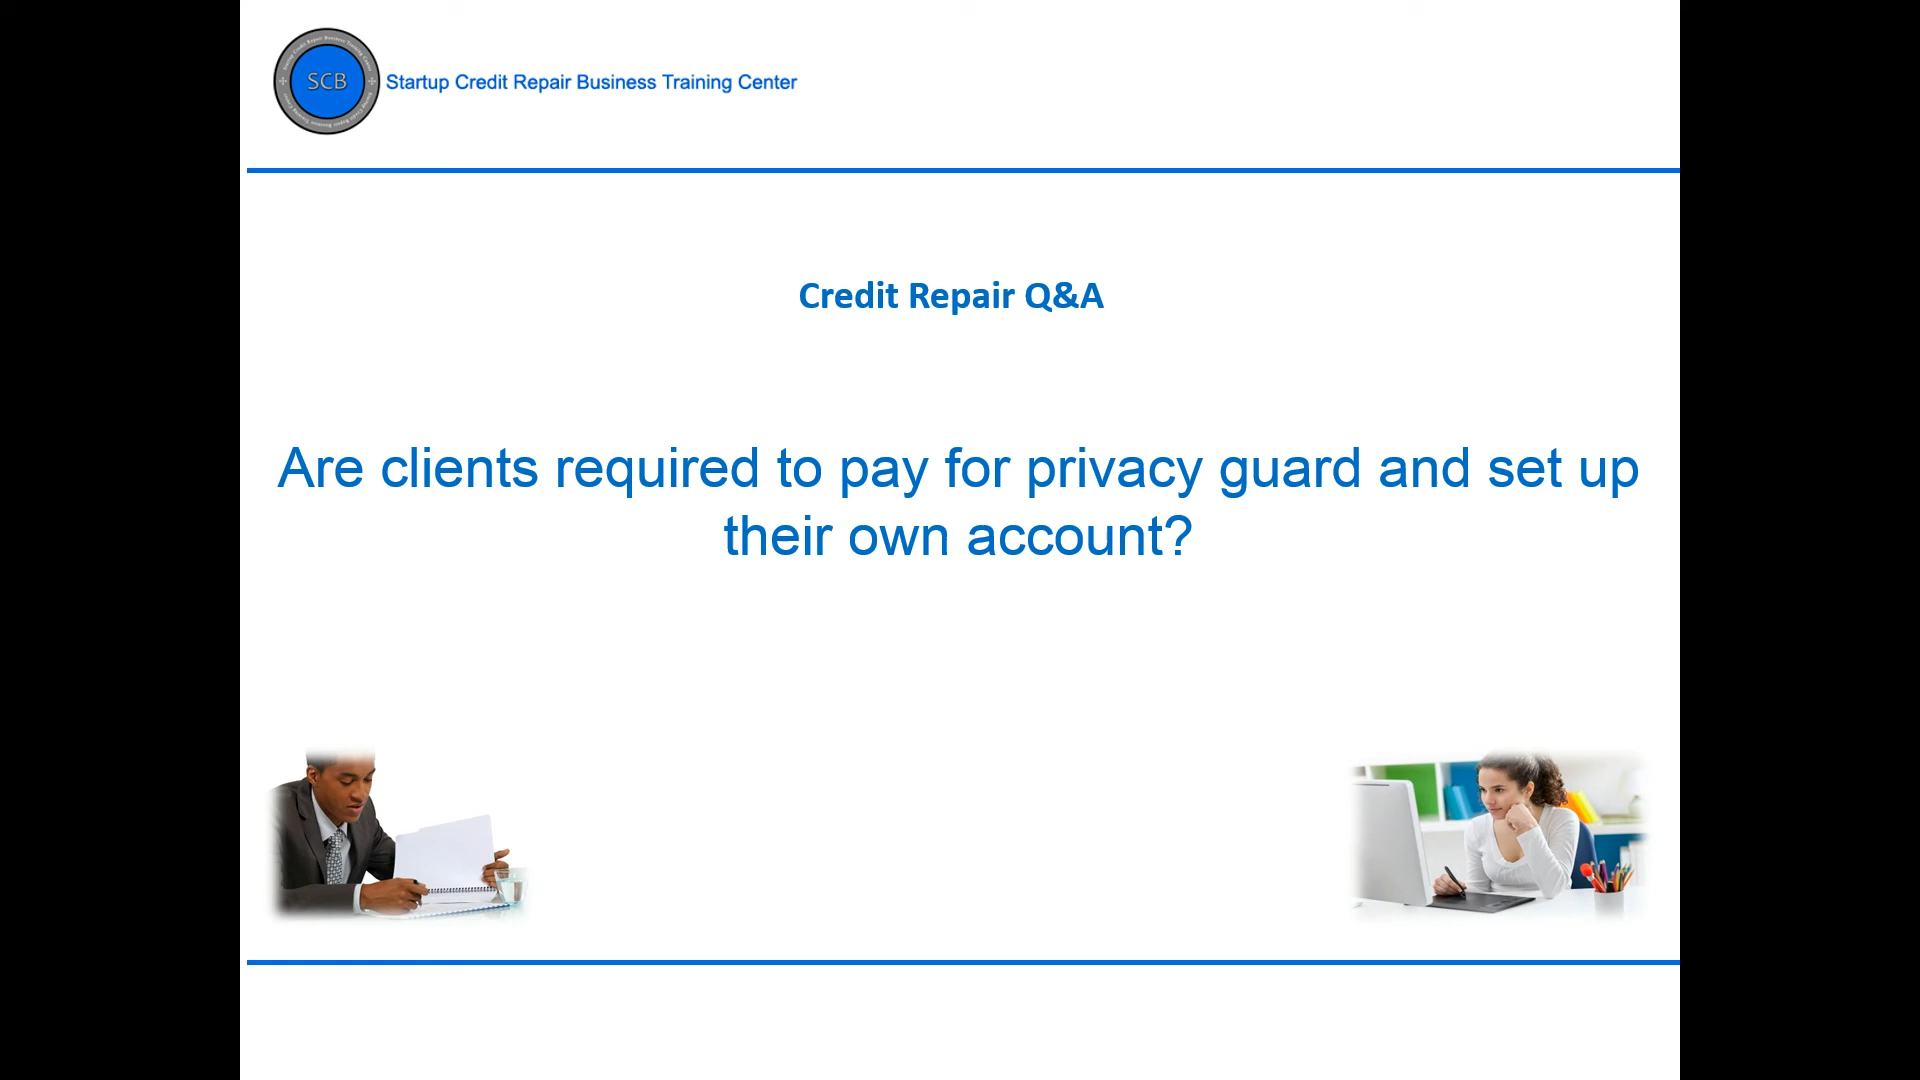 SCB
Startup Credit Repair Business Training Center
Credit Repair Q&A
Are clients required to pay for privacy guard and set up
their own account?